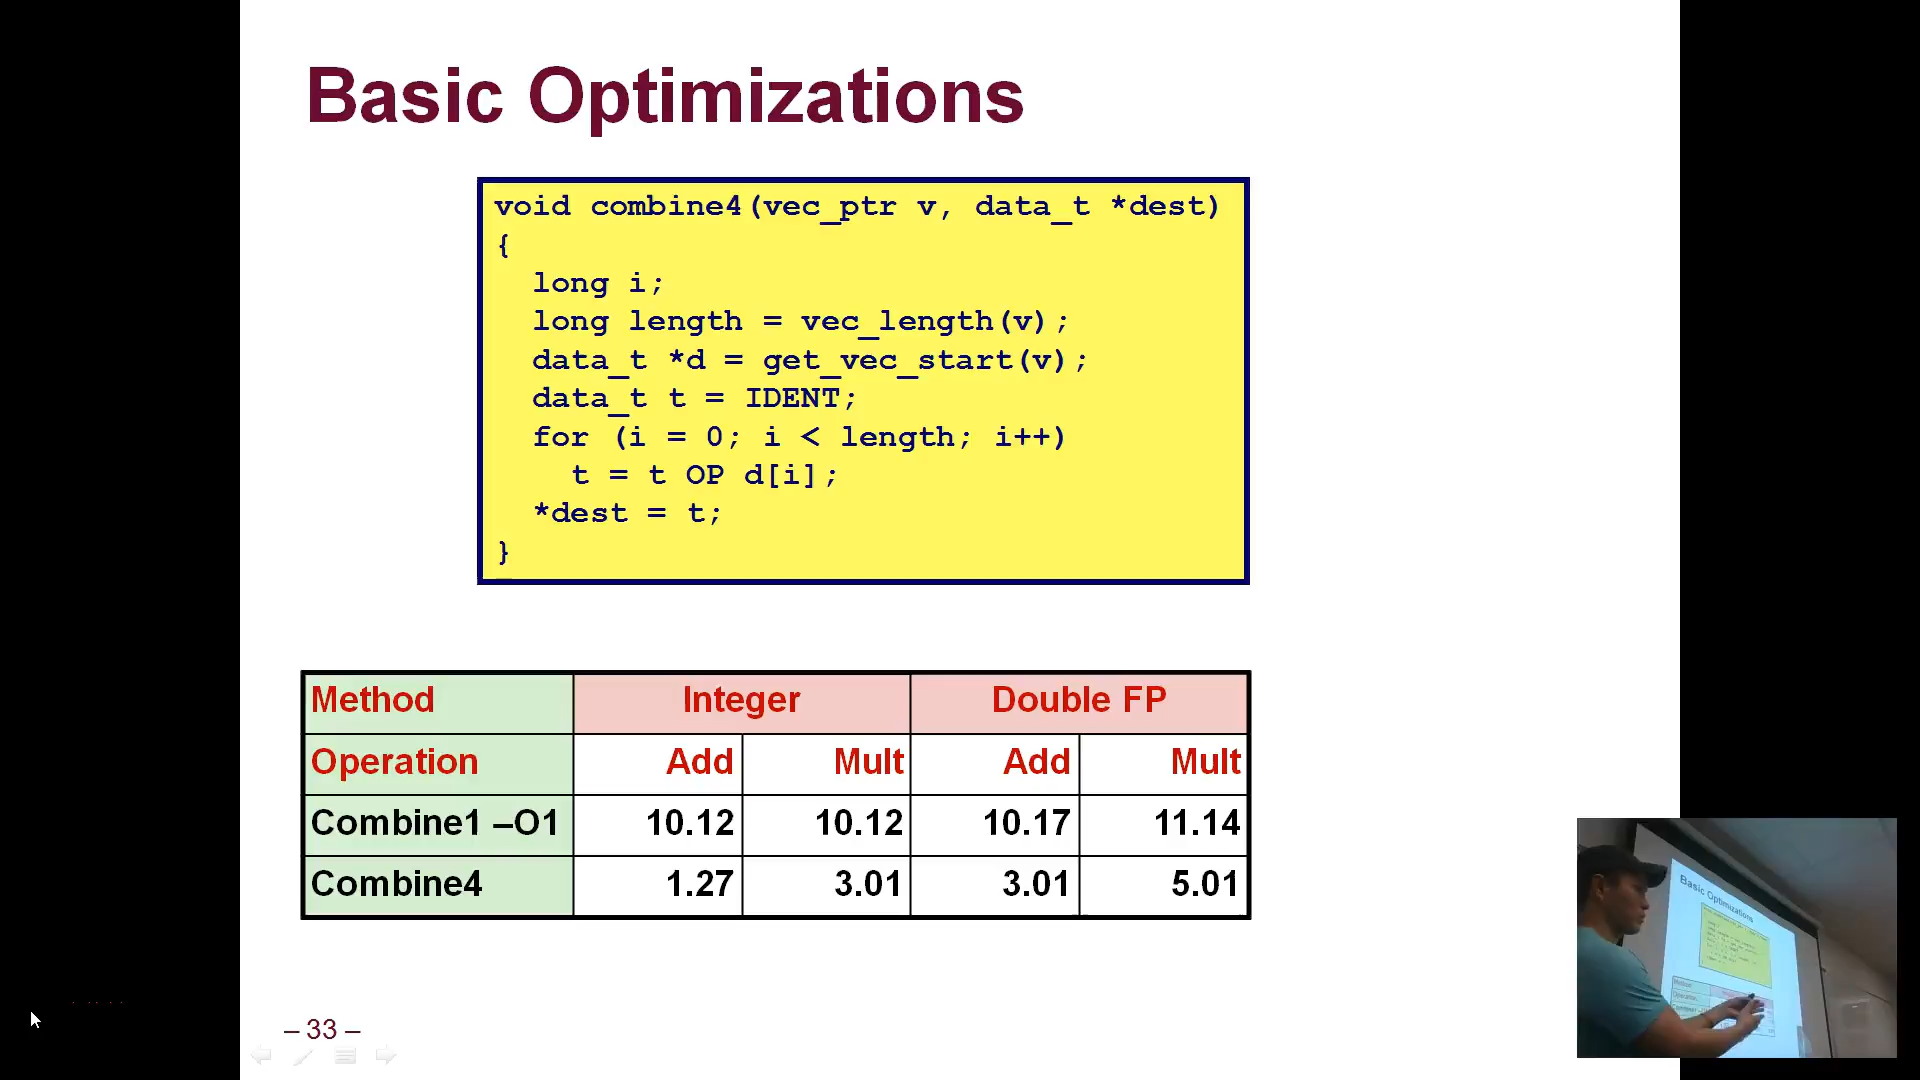 Basic Optimizations
void combine4(vec_ptr v, data_t *dest)
{
long i;
long length = vec_length(v);
data_t *d = get_vec_start(v);
data_t t = IDENT;
for (i = 0; i < length; i++)
t = t OP d[i];
*dest = t;
}
Method Integer Double FP
Operation Add Mult Add Mult
Combine1 –O1 10.12 10.12 10.17 11.14
Combine4 1.27 3.01 3.01 5.01
– 33 –
Basic Optimizations